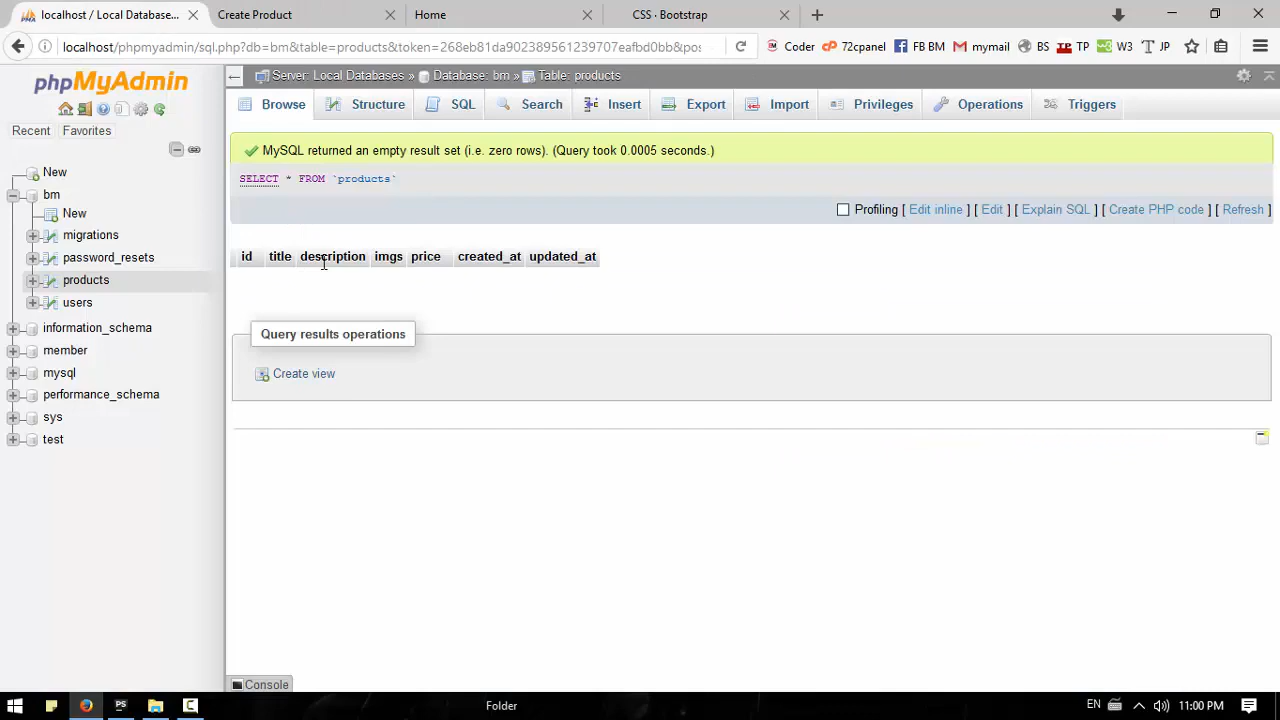 localhost / Local Database...
Create Product
Home
CSS · Bootstrap
localhost/phpmyadmin/sql.php?db=bm&table=products&token=268eb81da902389561239707eafbd0bb&pos
Coder
72cpanel
FB BM
mymail
BS
TP
W3
JP
phpMyAdmin
Recent
Favorites
New
bm
New
migrations
password_resets
products
users
information_schema
member
mysql
performance_schema
sys
test
Server: Local Databases » Database: bm » Table: products
Browse
Structure
SQL
Search
Insert
Export
Import
Privileges
Operations
Triggers
MySQL returned an empty result set (i.e. zero rows). (Query took 0.0005 seconds.)
SELECT * FROM `products`
Profiling [ Edit inline ] [ Edit ] [ Explain SQL ] [ Create PHP code ] [ Refresh ]
id title description imgs price created_at updated_at
Query results operations
Create view
Console
Folder
EN
11:00 PM